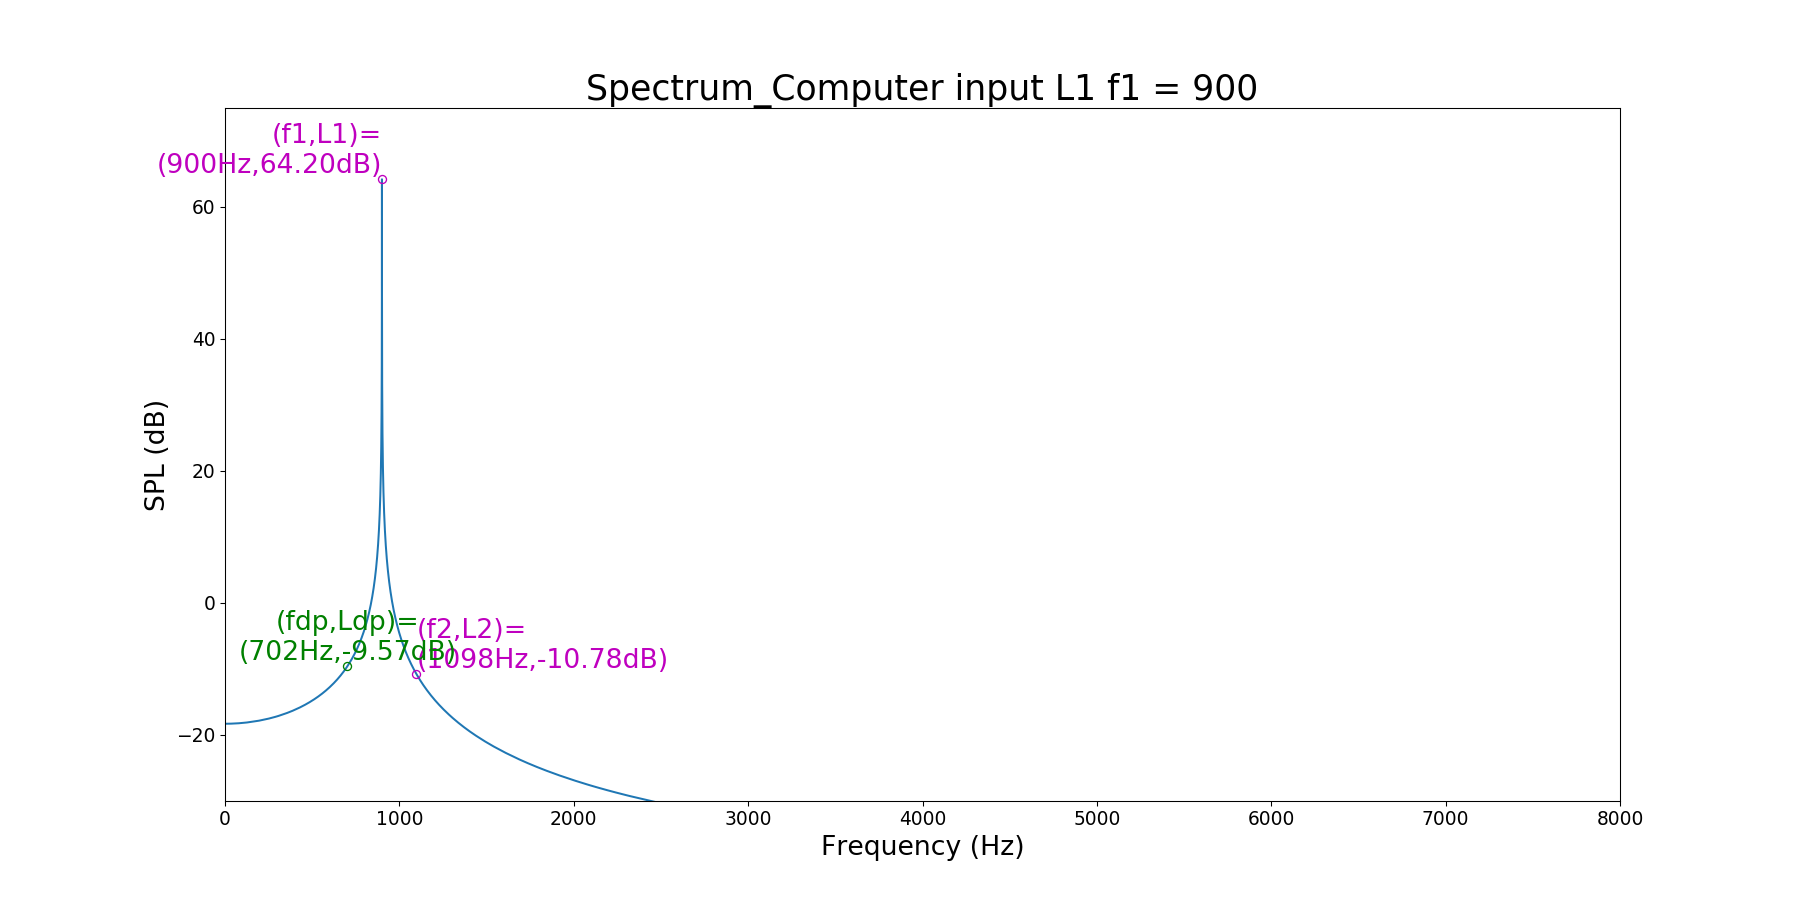 Spectrum_Computer input L1 f1 = 900
(f1,L1)=
(900Hz,64.20dB)
60
40
20
0
−20
SPL (dB)
(fdp,Ldp)=
(702Hz,-9.57dB)
(f2,L2)=
(1098Hz,-10.78dB)
0 1000 2000 3000 4000 5000 6000 7000 8000
Frequency (Hz)